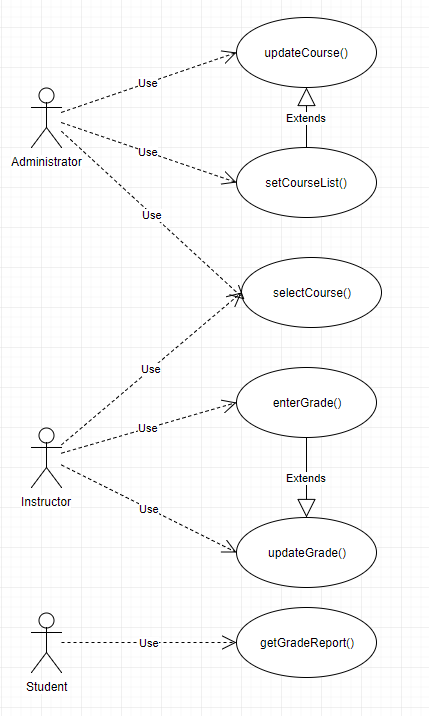 updateCourse()
Use
Extends
Use
Administrator
setCourseList()
Use
selectCourse()
Use
enterGrade()
Use
Extends
Instructor
Use
updateGrade()
Use
getGradeReport()
Student